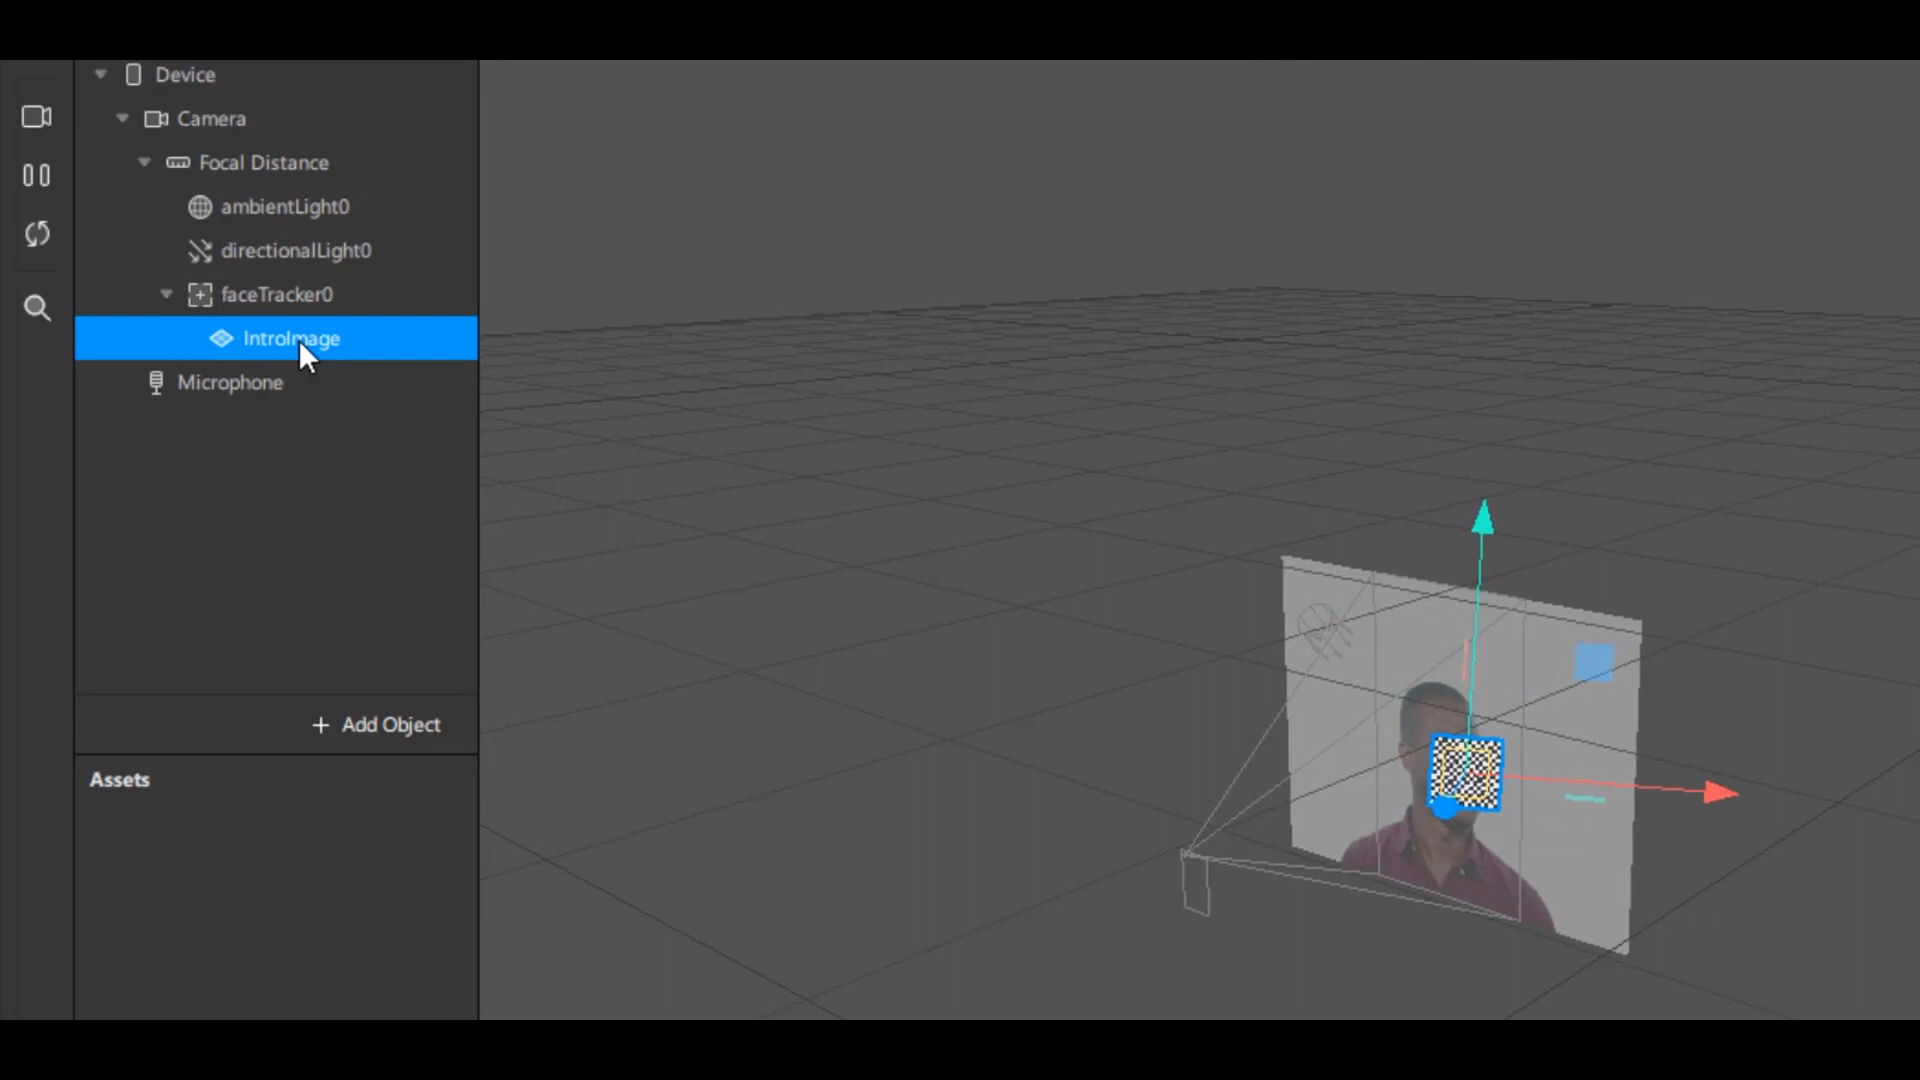 Device
Camera
Focal Distance
ambientLight0
directionalLight0
faceTracker0
IntroImage
Microphone
+ Add Object
Assets